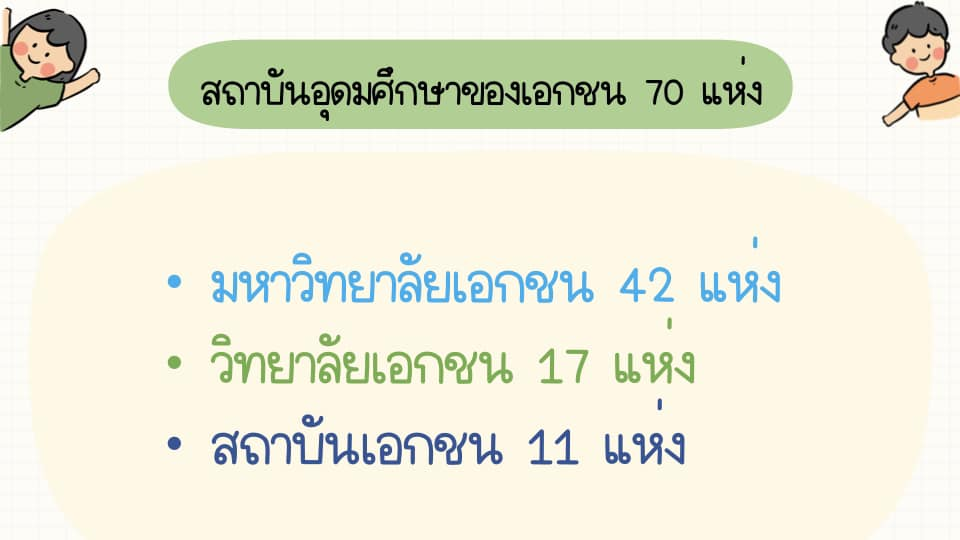 สถาบันอุดมศึกษาของเอกชน 70 แห่ง
• มหาวิทยาลัยเอกชน 42 แห่ง
• วิทยาลัยเอกชน 17 แห่ง
• สถาบันเอกชน 11 แห่ง